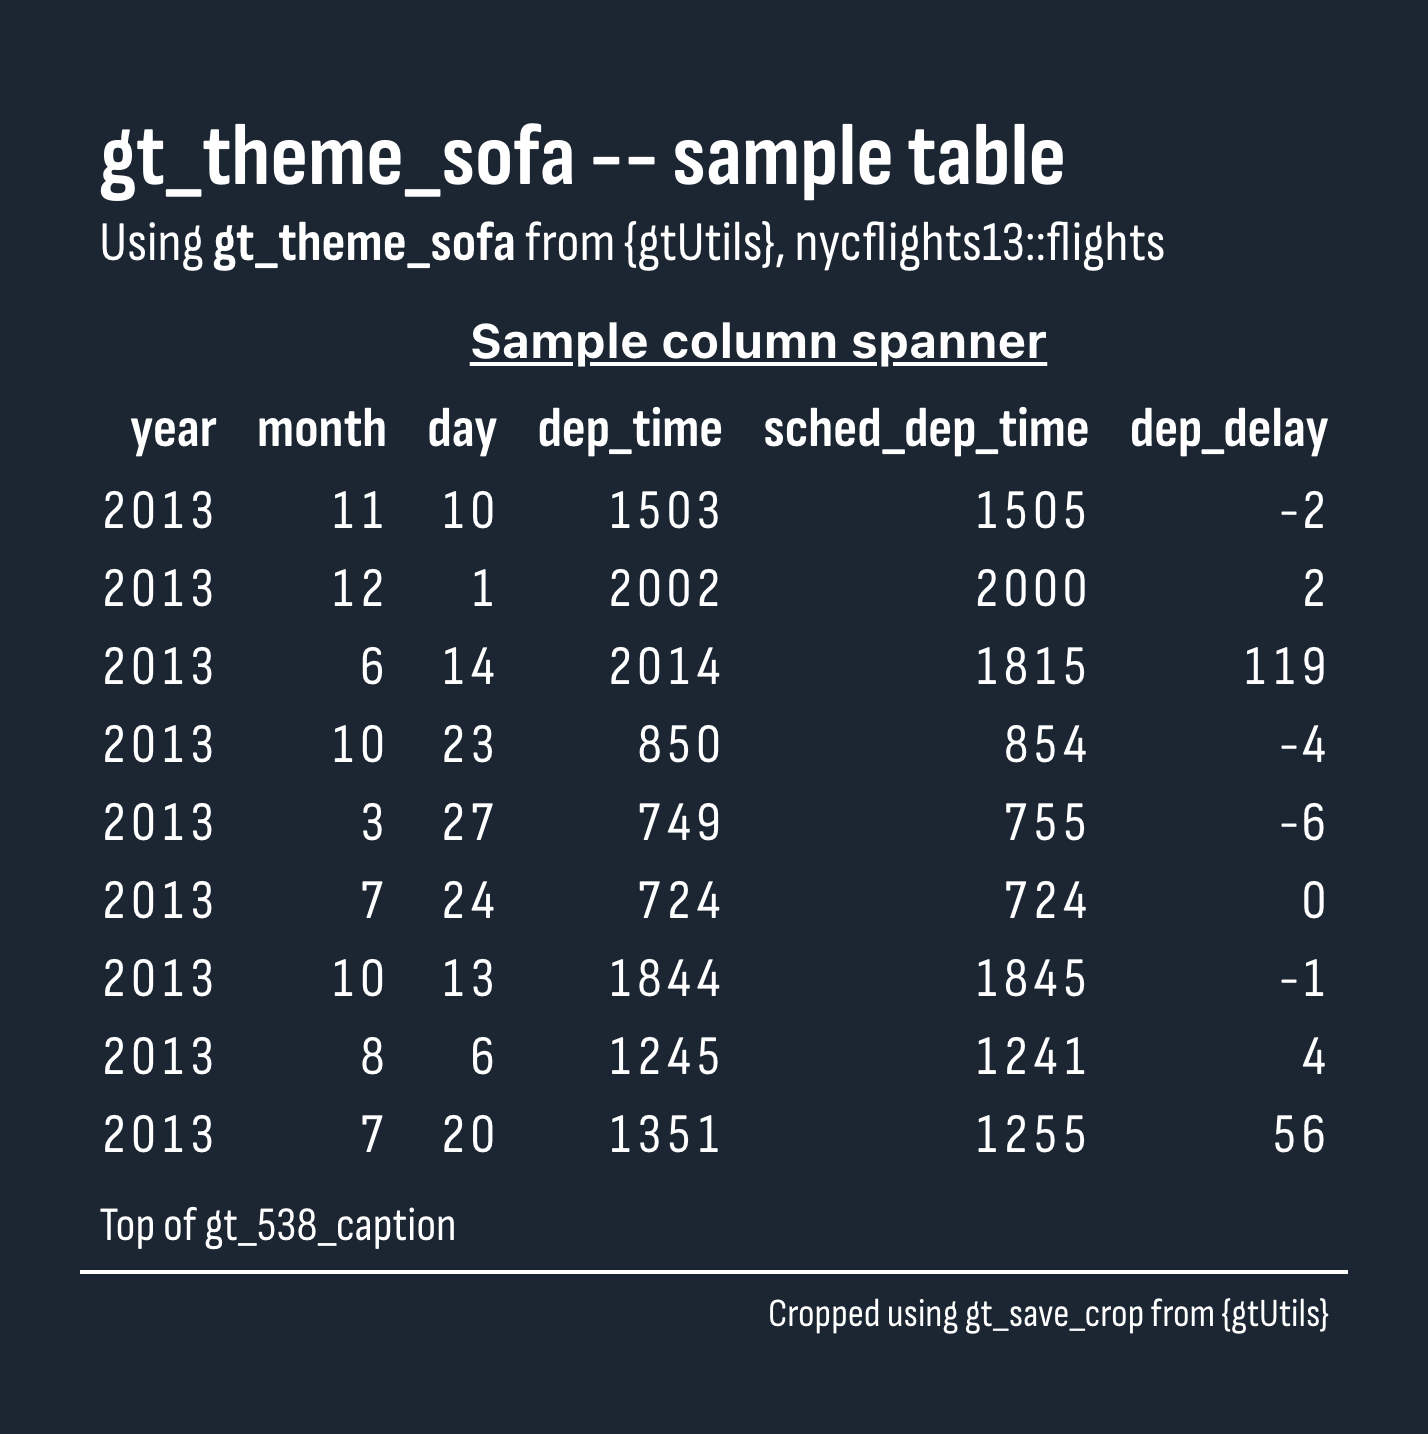 gt_theme_sofa -- sample table
Using gt_theme_sofa from {gtUtils}, nycflights13::flights
Sample column spanner
year month day dep_time sched_dep_time dep_delay
2013 11 10 1503 1505 -2
2013 12 1 2002 2000 2
2013 6 14 2014 1815 119
2013 10 23 850 854 -4
2013 3 27 749 755 -6
2013 7 24 724 724 0
2013 10 13 1844 1845 -1
2013 8 6 1245 1241 4
2013 7 20 1351 1255 56
Top of gt_538_caption
Cropped using gt_save_crop from {gtUtils}